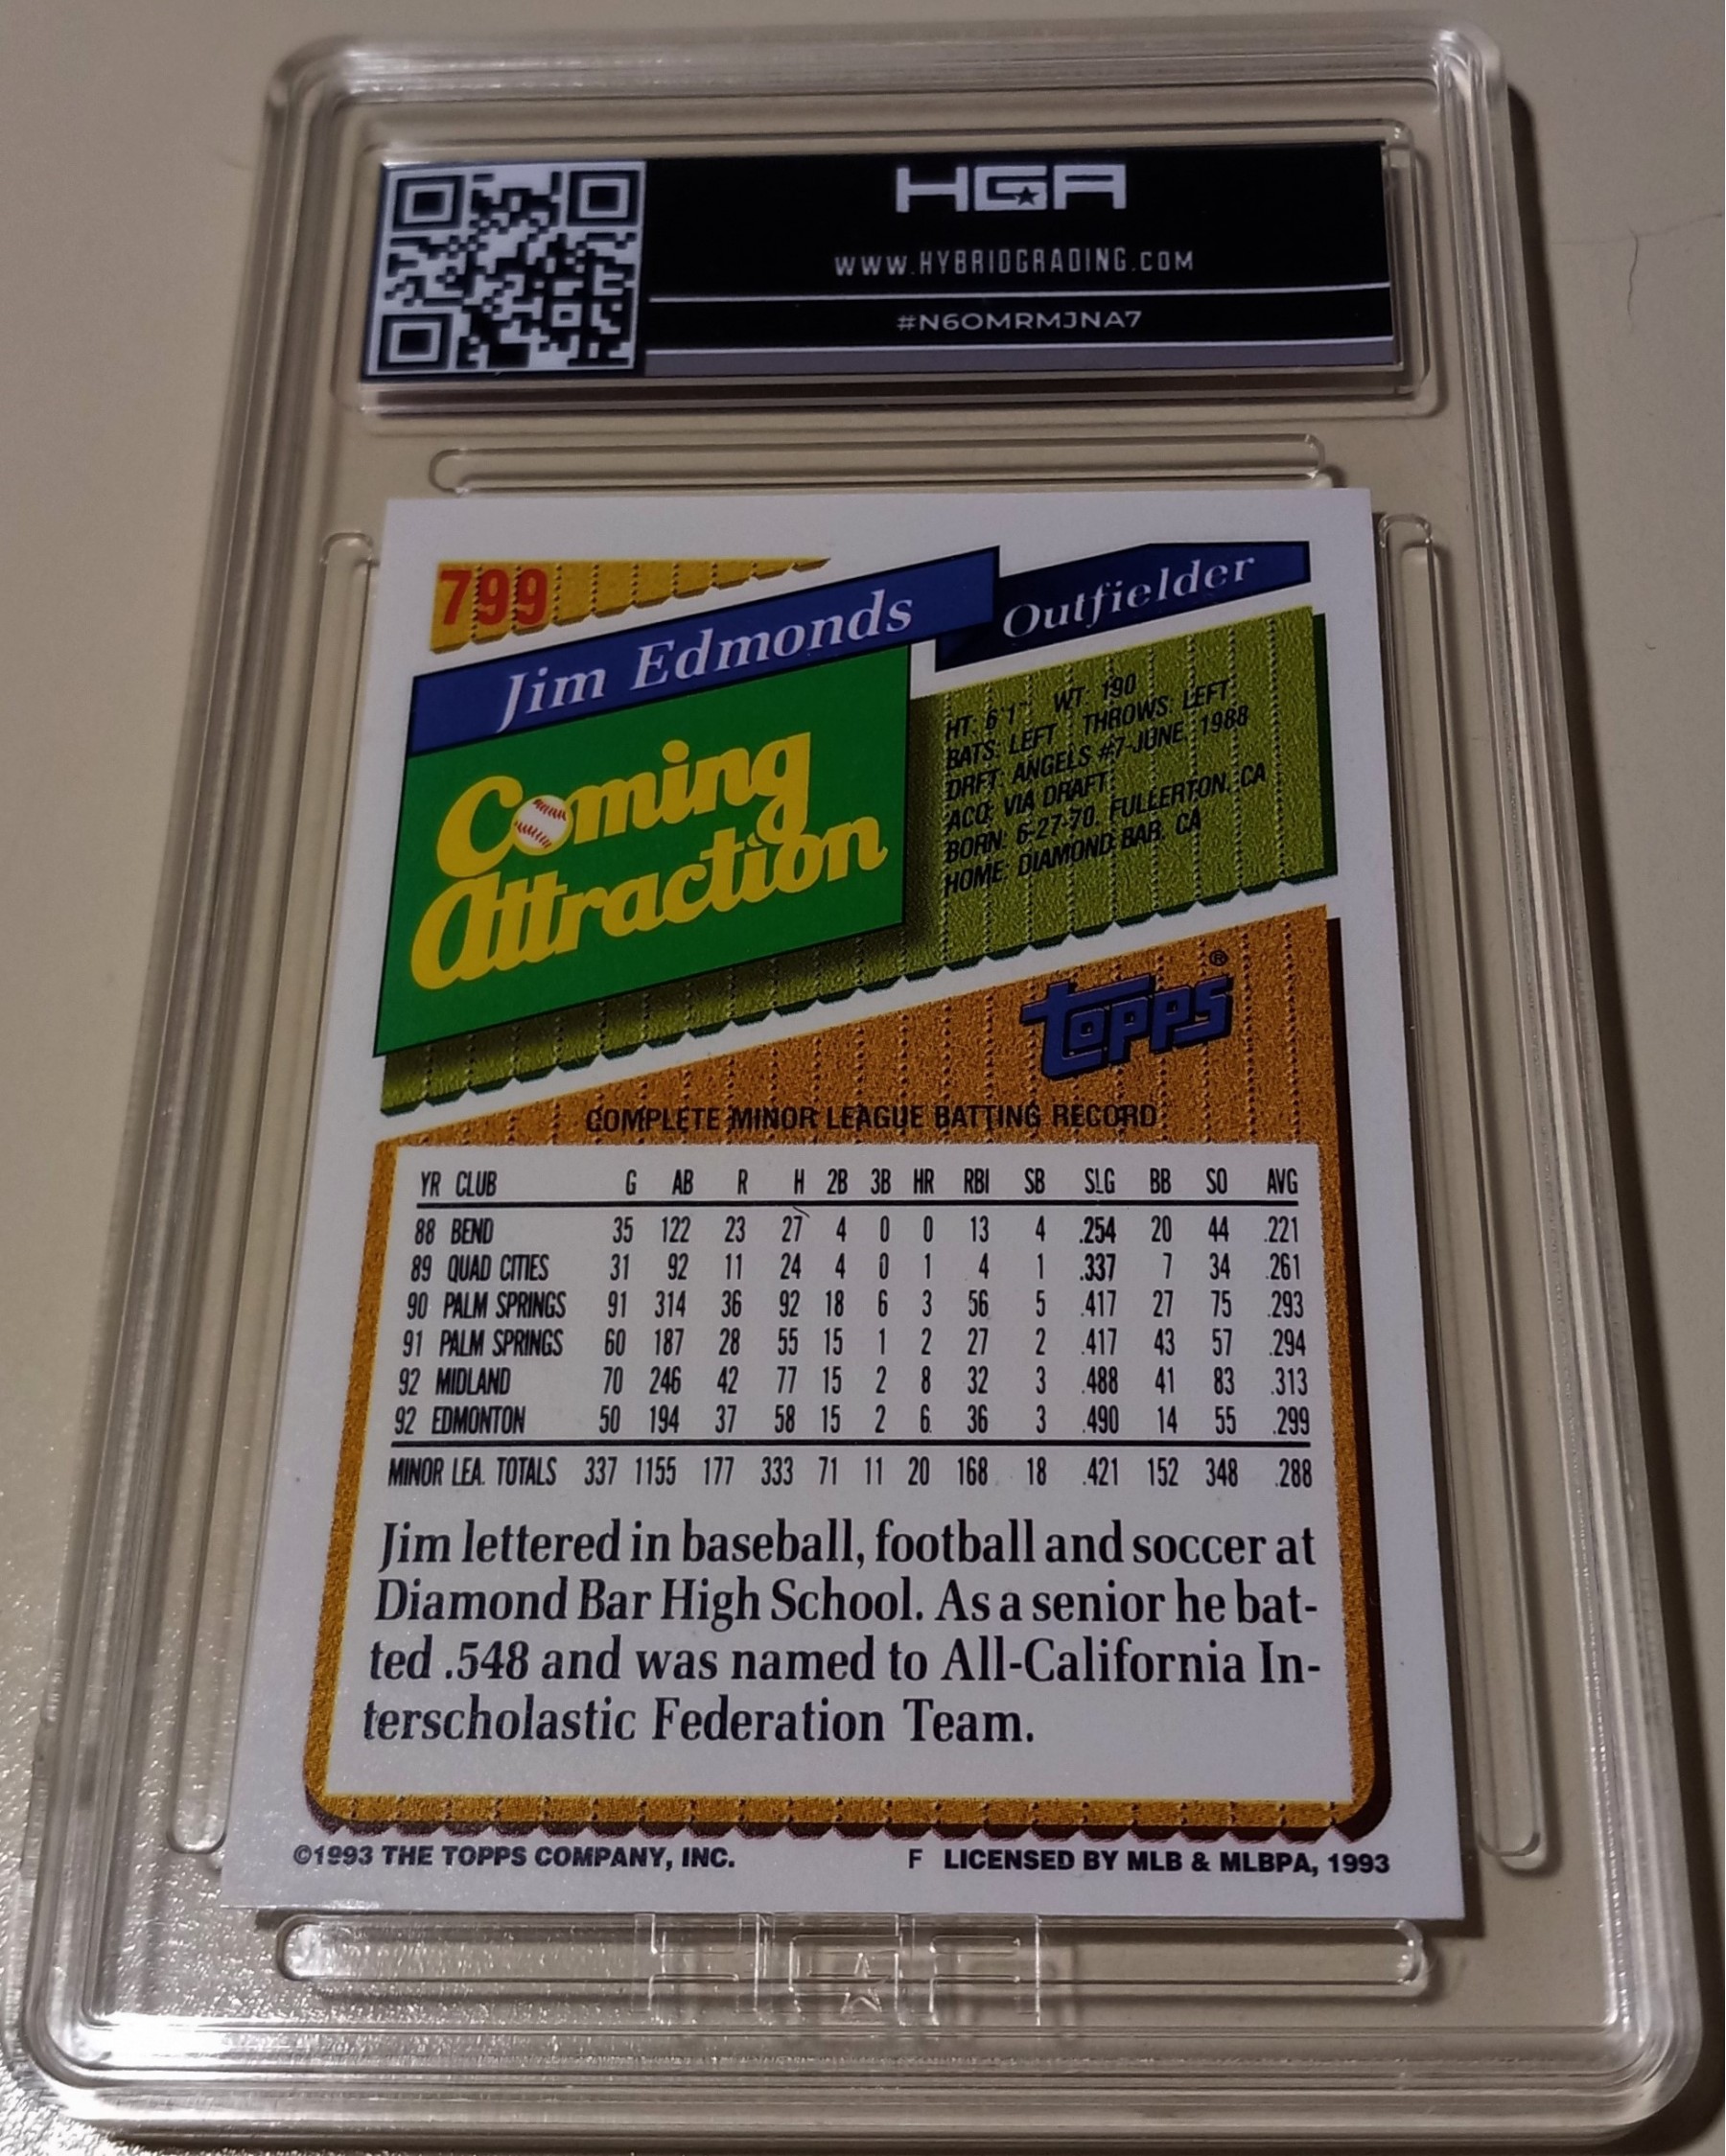 HGA
WWW.HYBRIDGRADING.COM
#N6OMRMJNA7
799
Jim Edmonds
Outfielder
Coming
Attraction
HT: 6'1" WT: 190
BATS: LEFT THROWS: LEFT
DRFT: ANGELS #7-JUNE, 1988
ACQ: VIA DRAFT
BORN: 6-27-70, FULLERTON, CA
HOME: DIAMOND BAR, CA
topps®
COMPLETE MINOR LEAGUE BATTING RECORD
YR CLUB G AB R H 2B 3B HR RBI SB SLG BB SO AVG
88 BEND 35 122 23 27 4 0 0 13 4 .254 20 44 .221
89 QUAD CITIES 31 92 11 24 4 0 1 4 1 .337 7 34 .261
90 PALM SPRINGS 91 314 36 92 18 6 3 56 5 .417 27 75 .293
91 PALM SPRINGS 60 187 28 55 15 1 2 27 2 .417 43 57 .294
92 MIDLAND 70 246 42 77 15 2 8 32 3 .488 41 83 .313
92 EDMONTON 50 194 37 58 15 2 6 36 3 .490 14 55 .299
MINOR LEA. TOTALS 337 1155 177 333 71 11 20 168 18 .421 152 348 .288
Jim lettered in baseball, football and soccer at
Diamond Bar High School. As a senior he bat-
ted .548 and was named to All-California In-
terscholastic Federation Team.
©1993 THE TOPPS COMPANY, INC. F LICENSED BY MLB & MLBPA, 1993
HGA